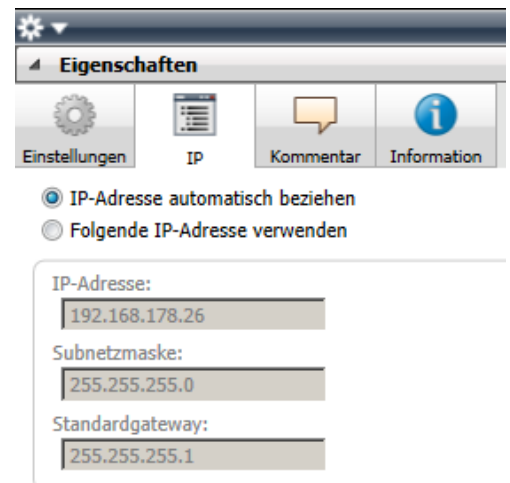 Eigenschaften
Einstellungen
IP
Kommentar
Information
IP-Adresse automatisch beziehen
Folgende IP-Adresse verwenden
IP-Adresse:
192.168.178.26
Subnetzmaske:
255.255.255.0
Standardgateway:
255.255.255.1